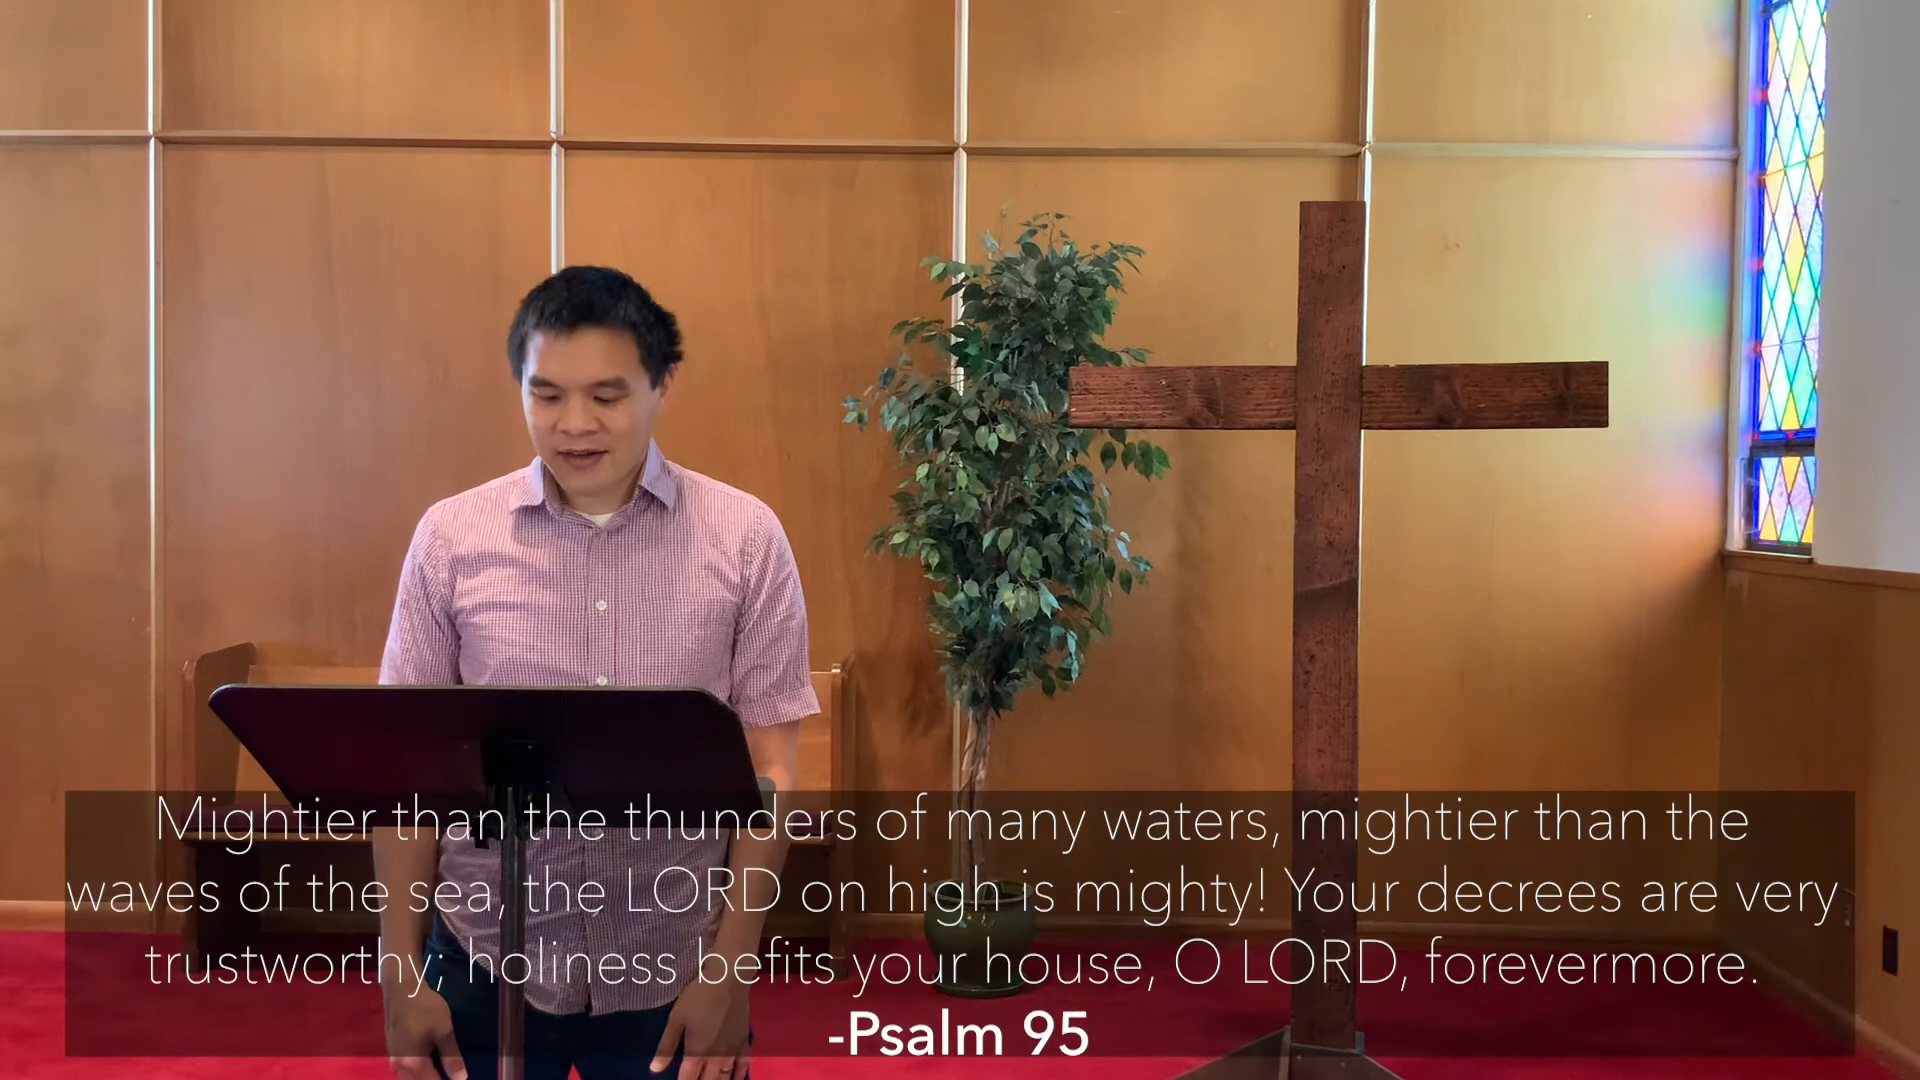 Mightier than the thunders of many waters, mightier than the
waves of the sea, the LORD on high is mighty! Your decrees are very
trustworthy; holiness befits your house, O LORD, forevermore.
-Psalm 95